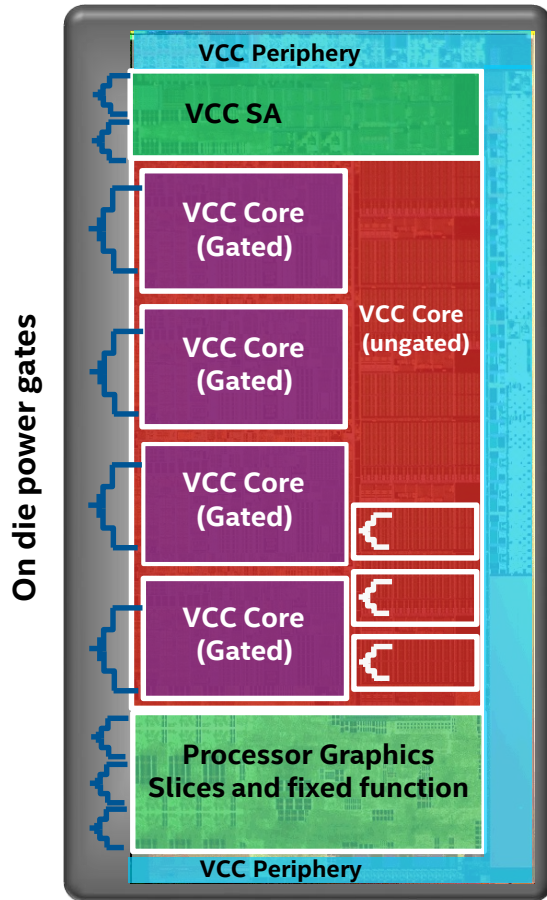 On die power gates
VCC Periphery
VCC SA
VCC Core
(Gated)
VCC Core
(Gated)
VCC Core
(ungated)
VCC Core
(Gated)
VCC Core
(Gated)
Processor Graphics
Slices and fixed function
VCC Periphery